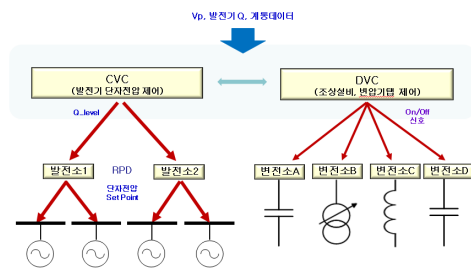 Vp, 발전기 Q, 계통데이터
CVC
(발전기 단자전압 제어)
DVC
(조상설비, 변압기탭 제어)
Q_level
On/Off
신호
발전소1
RPD
발전소2
변전소A
변전소B
변전소C
변전소D
단자전압
Set Point